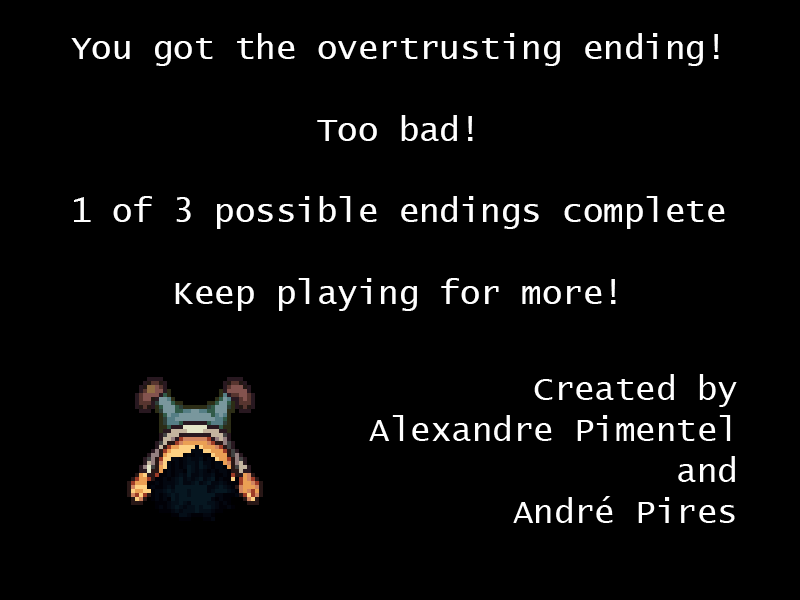 You got the overtrusting ending!
Too bad!
1 of 3 possible endings complete
Keep playing for more!
Created by
Alexandre Pimentel
and
André Pires